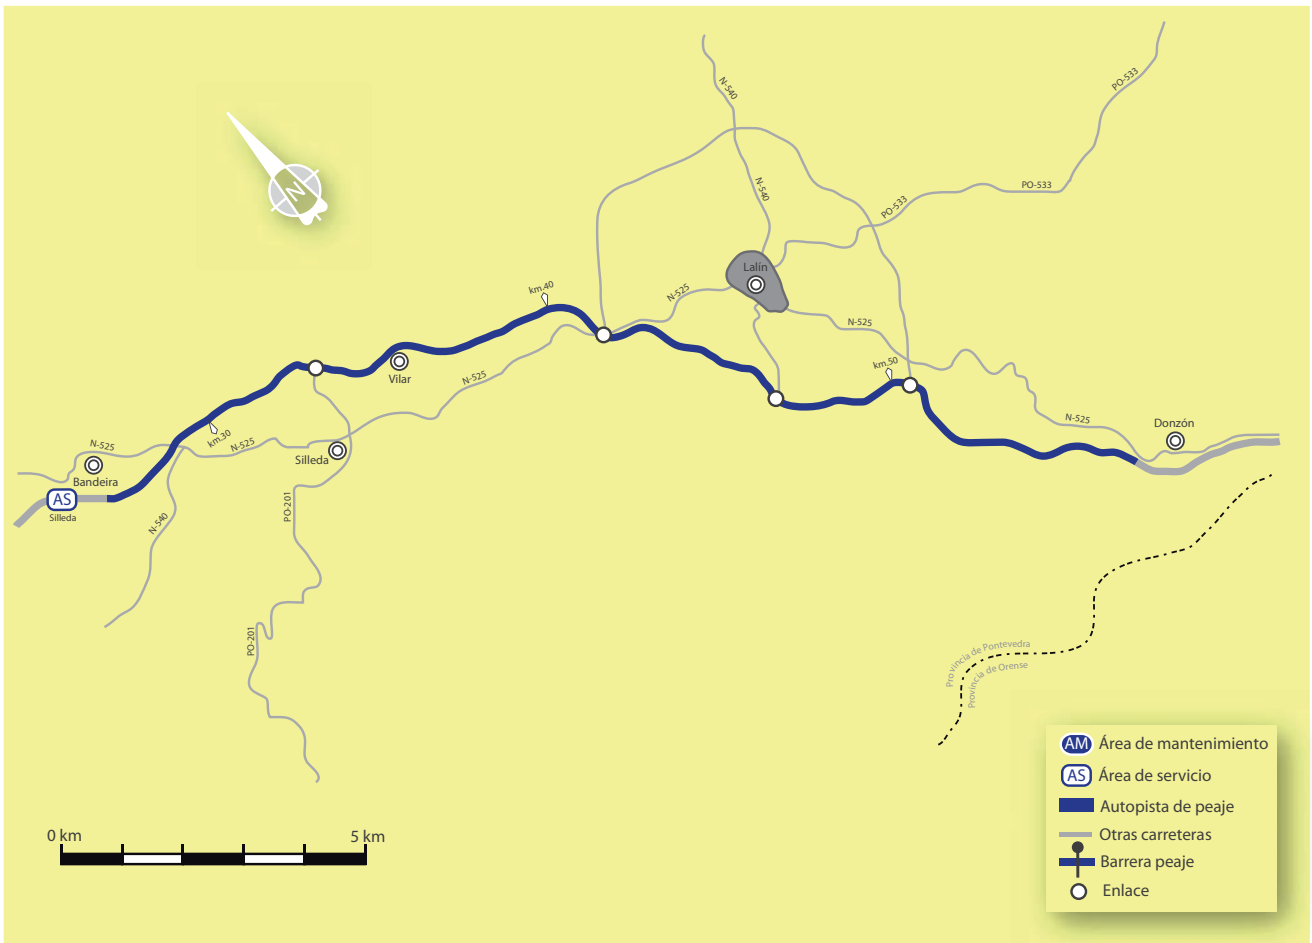 N-540
PO-533
N-540
PO-533
PO-533
N
Lalín
km.40
N-525
N-525
km.50
Vilar
N-525
N-525
Donzón
km.30
N-525
N-525
Silleda
Bandeira
AS
Silleda
PO-201
N-540
PO-201
Provincia de Pontevedra
Provincia de Orense
AM Área de mantenimiento
AS Área de servicio
Autopista de peaje
Otras carreteras
Barrera peaje
Enlace
0 km 5 km